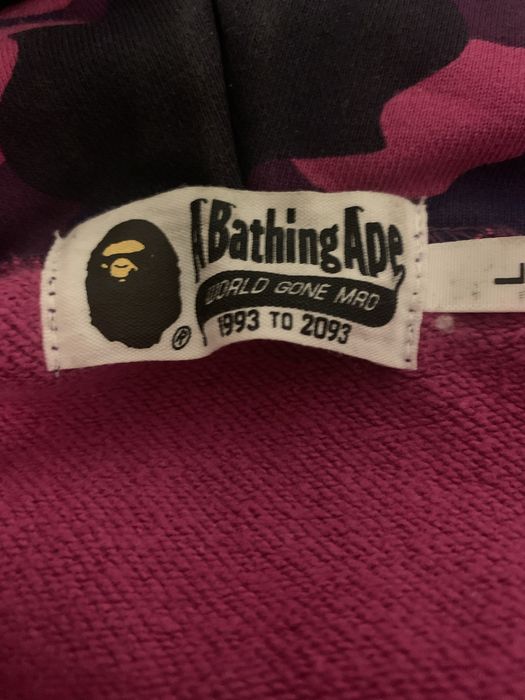 A Bathing Ape
WORLD GONE MAD
®
1993 TO 2093
L